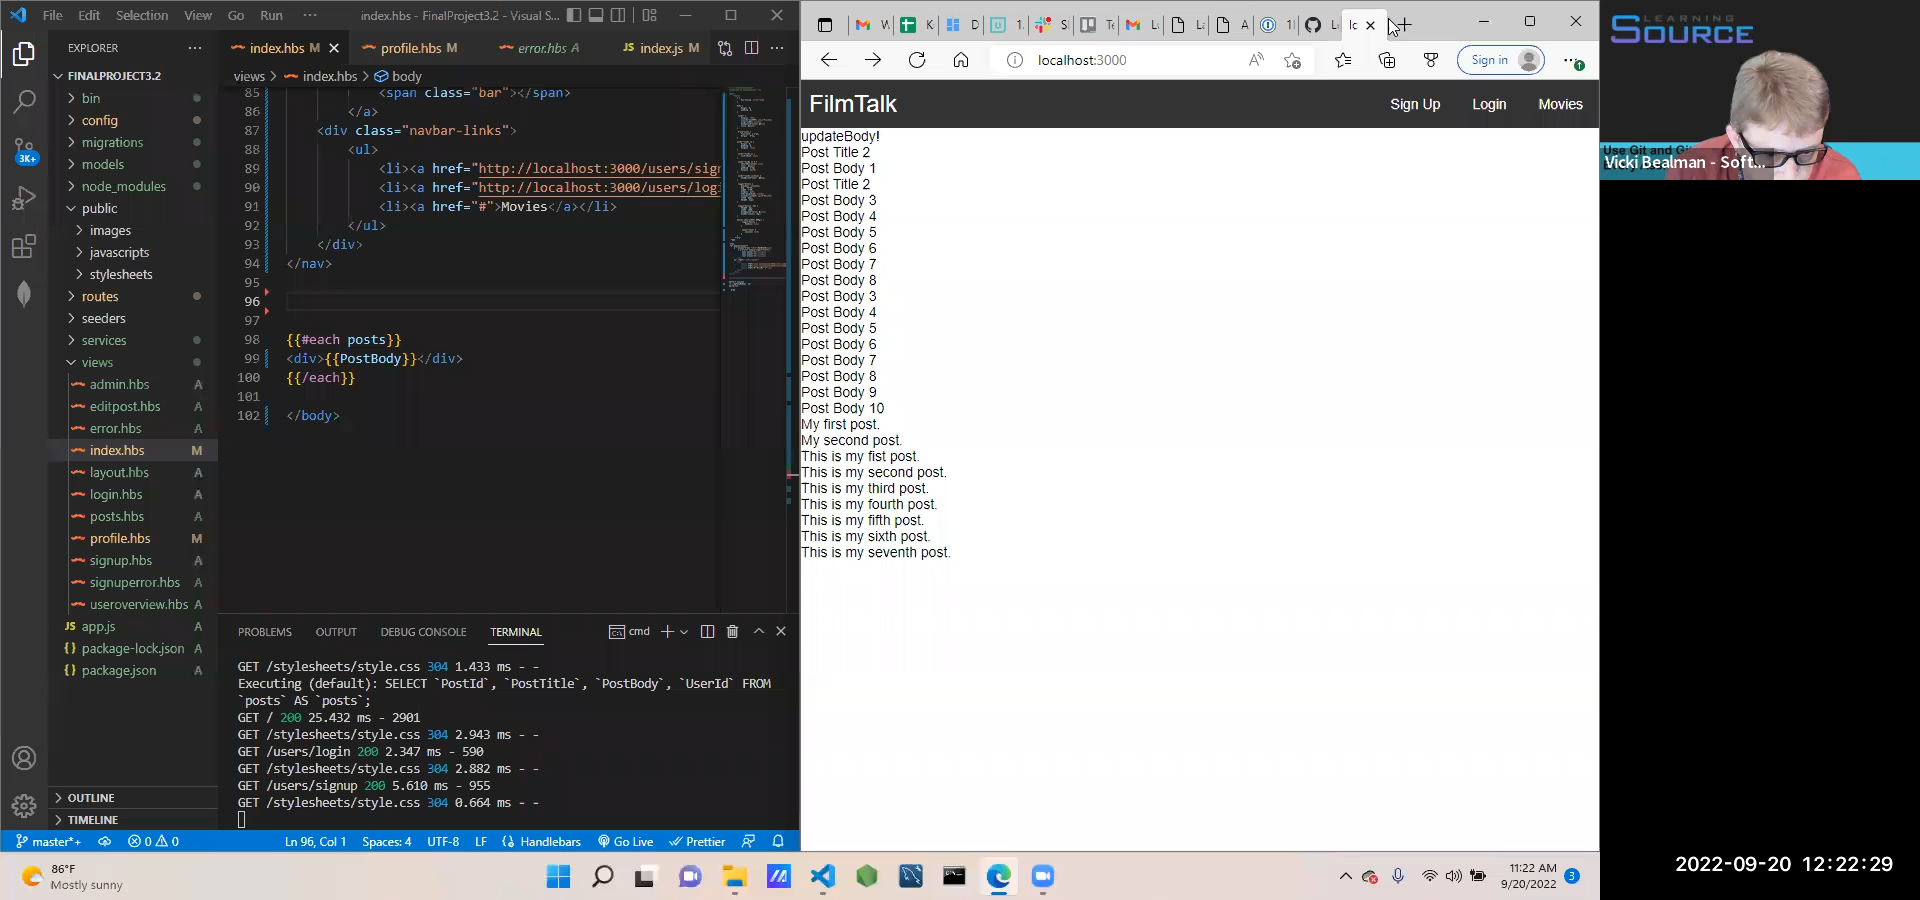 File Edit Selection View Go Run ··· index.hbs - FinalProject3.2 - Visual S...
EXPLORER ···
FINALPROJECT3.2
bin
config
migrations
models
node_modules
public
images
javascripts
stylesheets
routes
seeders
services
views
admin.hbs A
editpost.hbs A
error.hbs A
index.hbs M
layout.hbs A
login.hbs A
posts.hbs A
profile.hbs M
signup.hbs A
signuperror.hbs A
useroverview.hbs A
JS app.js A
{} package-lock.json A
{} package.json A
OUTLINE
TIMELINE
3K+
index.hbs M profile.hbs M error.hbs A JS index.js M
views > index.hbs > body
85 <span class="bar"></span>
86 </a>
87 <div class="navbar-links">
88 <ul>
89 <li><a href="http://localhost:3000/users/sign
90 <li><a href="http://localhost:3000/users/logi
91 <li><a href="#">Movies</a></li>
92 </ul>
93 </div>
94 </nav>
95
96
97
98 {{#each posts}}
99 <div>{{PostBody}}</div>
100 {{/each}}
101
102 </body>
PROBLEMS OUTPUT DEBUG CONSOLE TERMINAL cmd
GET /stylesheets/style.css 304 1.433 ms - -
Executing (default): SELECT `PostId`, `PostTitle`, `PostBody`, `UserId` FROM
`posts` AS `posts`;
GET / 200 25.432 ms - 2901
GET /stylesheets/style.css 304 2.943 ms - -
GET /users/login 200 2.347 ms - 590
GET /stylesheets/style.css 304 2.882 ms - -
GET /users/signup 200 5.610 ms - 955
GET /stylesheets/style.css 304 0.664 ms - -
master*+ 0 0 Ln 96, Col 1 Spaces: 4 UTF-8 LF Handlebars Go Live Prettier
localhost:3000 Sign in
FilmTalk Sign Up Login Movies
updateBody!
Post Title 2
Post Body 1
Post Title 2
Post Body 3
Post Body 4
Post Body 5
Post Body 6
Post Body 7
Post Body 8
Post Body 3
Post Body 4
Post Body 5
Post Body 6
Post Body 7
Post Body 8
Post Body 9
Post Body 10
My first post.
My second post.
This is my fist post.
This is my second post.
This is my third post.
This is my fourth post.
This is my fifth post.
This is my sixth post.
This is my seventh post.
LEARNING
SOURCE
Use Git and Gi
Vicki Bealman - Soft...
86°F
Mostly sunny
11:22 AM
9/20/2022
3
2022-09-20 12:22:29